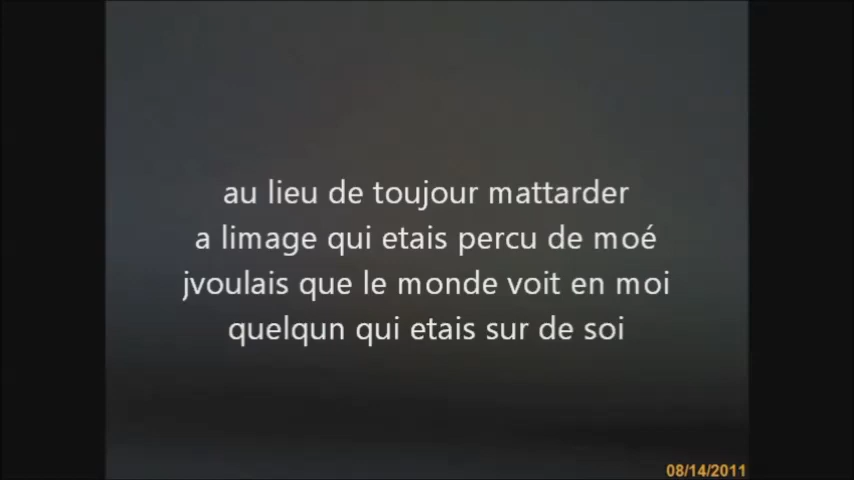 au lieu de toujour mattarder
a limage qui etais percu de moé
jvoulais que le monde voit en moi
quelqun qui etais sur de soi
08/14/2011